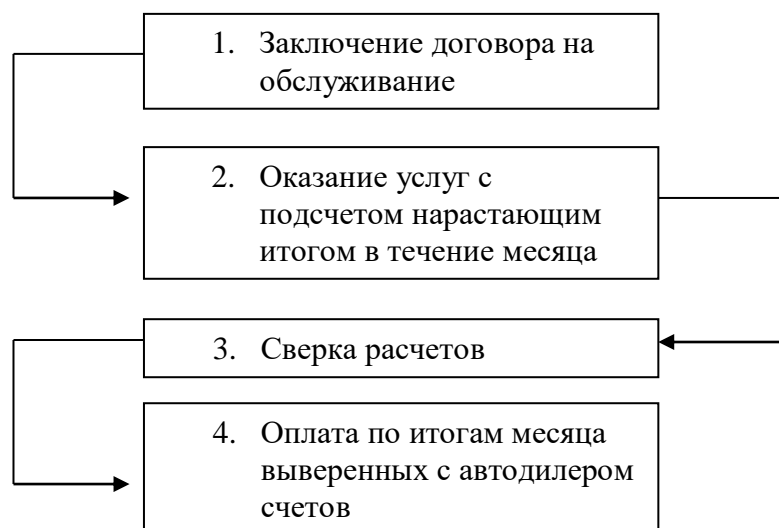 1. Заключение договора на
обслуживание
2. Оказание услуг с
подсчетом нарастающим
итогом в течение месяца
3. Сверка расчетов
4. Оплата по итогам месяца
выверенных с автодилером
счетов